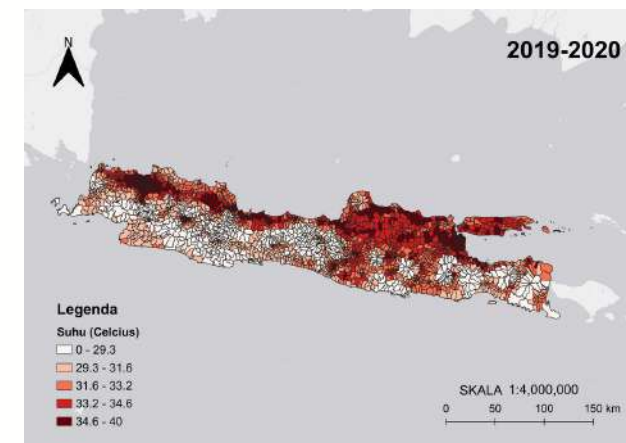 N
2019-2020
Legenda
Suhu (Celcius)
0 - 29.3
29.3 - 31.6
31.6 - 33.2
33.2 - 34.6
34.6 - 40
SKALA 1:4,000,000
0 50 100 150 km